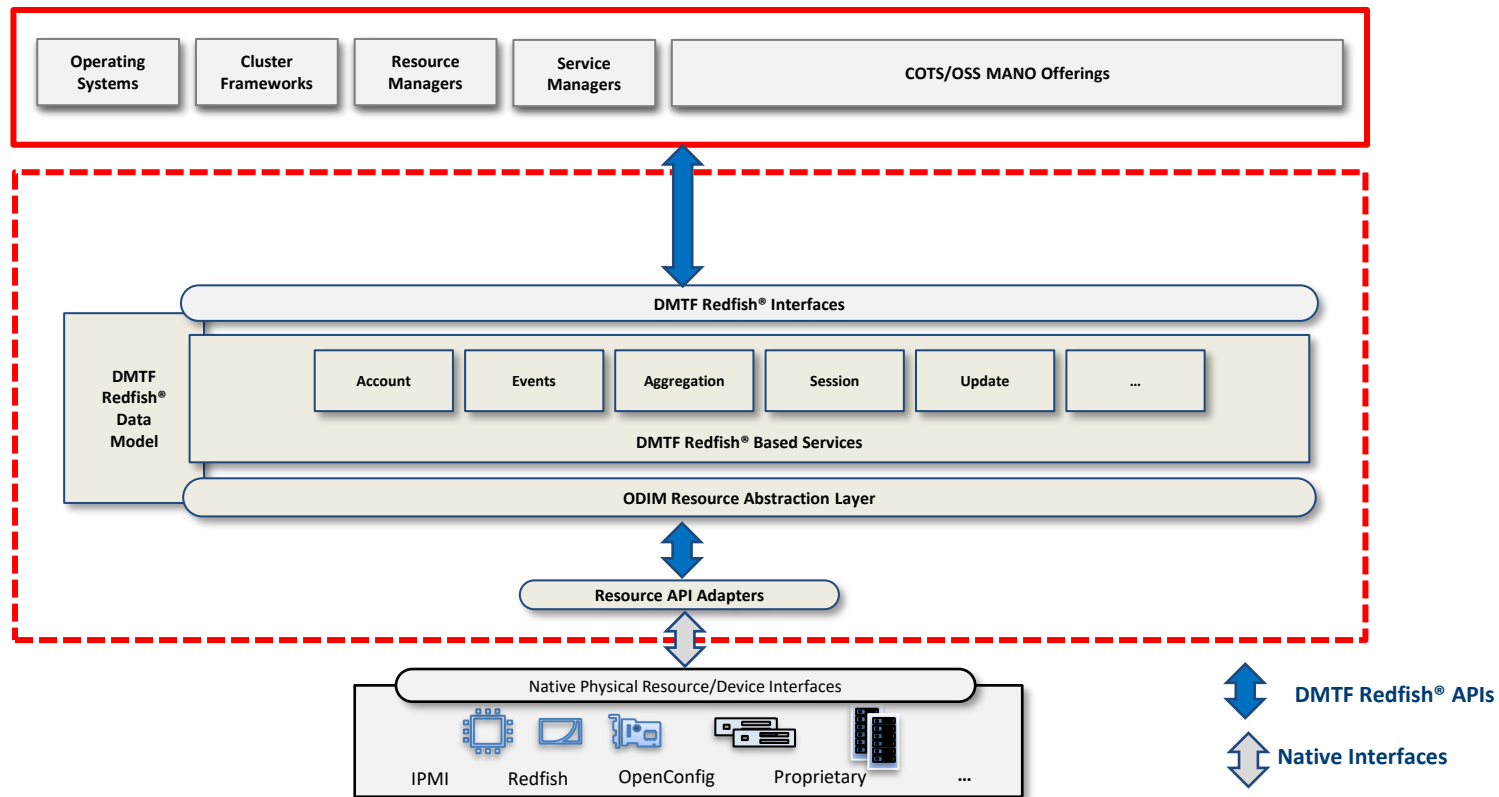 Operating
Systems
Cluster
Frameworks
Resource
Managers
Service
Managers
COTS/OSS MANO Offerings
DMTF Redfish® Interfaces
DMTF
Redfish®
Data
Model
Account
Events
Aggregation
Session
Update
…
DMTF Redfish® Based Services
ODIM Resource Abstraction Layer
Resource API Adapters
Native Physical Resource/Device Interfaces
IPMI
Redfish
OpenConfig
Proprietary
…
DMTF Redfish® APIs
Native Interfaces